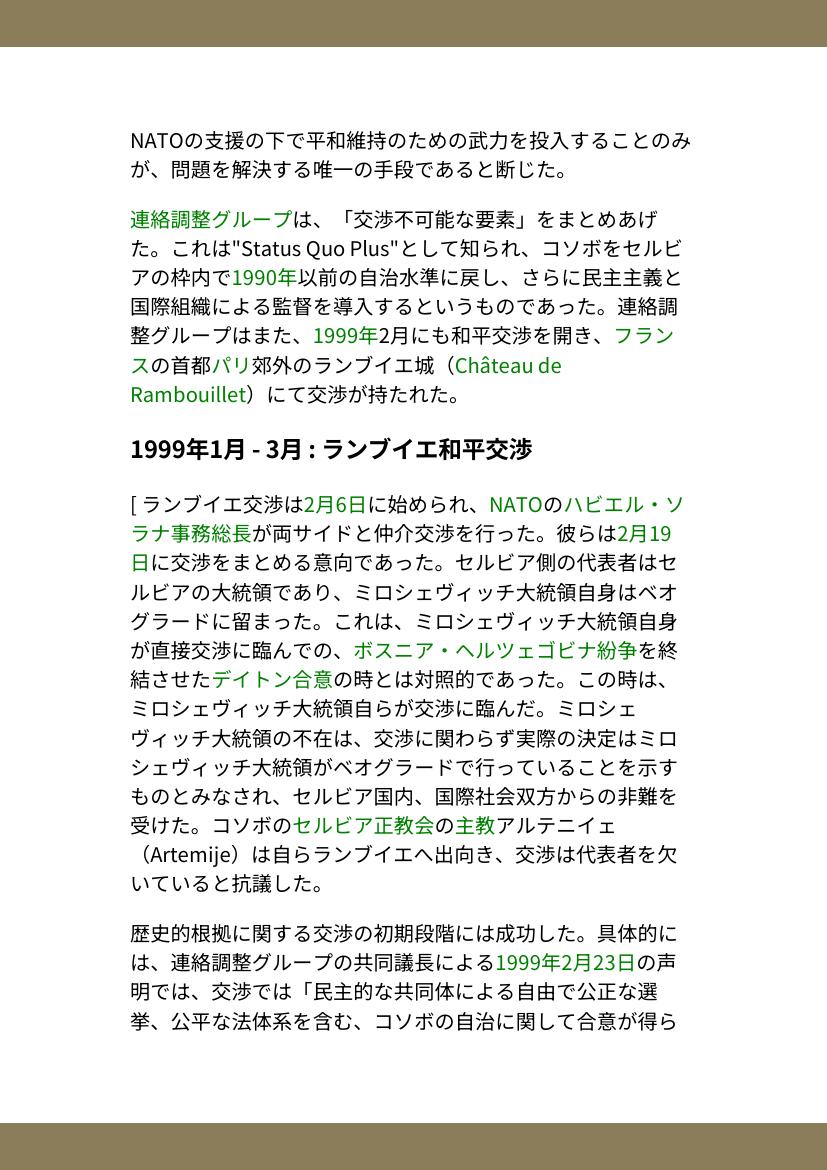 NATOの支援の下で平和維持のための武力を投入することのみ
が、問題を解決する唯一の手段であると断じた。
連絡調整グループは、「交渉不可能な要素」をまとめあげ
た。これは"Status Quo Plus"として知られ、コソボをセルビ
アの枠内で1990年以前の自治水準に戻し、さらに民主主義と
国際組織による監督を導入するというものであった。連絡調
整グループはまた、1999年2月にも和平交渉を開き、フラン
スの首都パリ郊外のランブイエ城（Château de
Rambouillet）にて交渉が持たれた。
1999年1月 - 3月 : ランブイエ和平交渉
[ ランブイエ交渉は2月6日に始められ、NATOのハビエル・ソ
ラナ事務総長が両サイドと仲介交渉を行った。彼らは2月19
日に交渉をまとめる意向であった。セルビア側の代表者はセ
ルビアの大統領であり、ミロシェヴィッチ大統領自身はベオ
グラードに留まった。これは、ミロシェヴィッチ大統領自身
が直接交渉に臨んでの、ボスニア・ヘルツェゴビナ紛争を終
結させたデイトン合意の時とは対照的であった。この時は、
ミロシェヴィッチ大統領自らが交渉に臨んだ。ミロシェ
ヴィッチ大統領の不在は、交渉に関わらず実際の決定はミロ
シェヴィッチ大統領がベオグラードで行っていることを示す
ものとみなされ、セルビア国内、国際社会双方からの非難を
受けた。コソボのセルビア正教会の主教アルテニイェ
（Artemije）は自らランブイエへ出向き、交渉は代表者を欠
いていると抗議した。
歴史的根拠に関する交渉の初期段階には成功した。具体的に
は、連絡調整グループの共同議長による1999年2月23日の声
明では、交渉では「民主的な共同体による自由で公正な選
挙、公平な法体系を含む、コソボの自治に関して合意が得ら